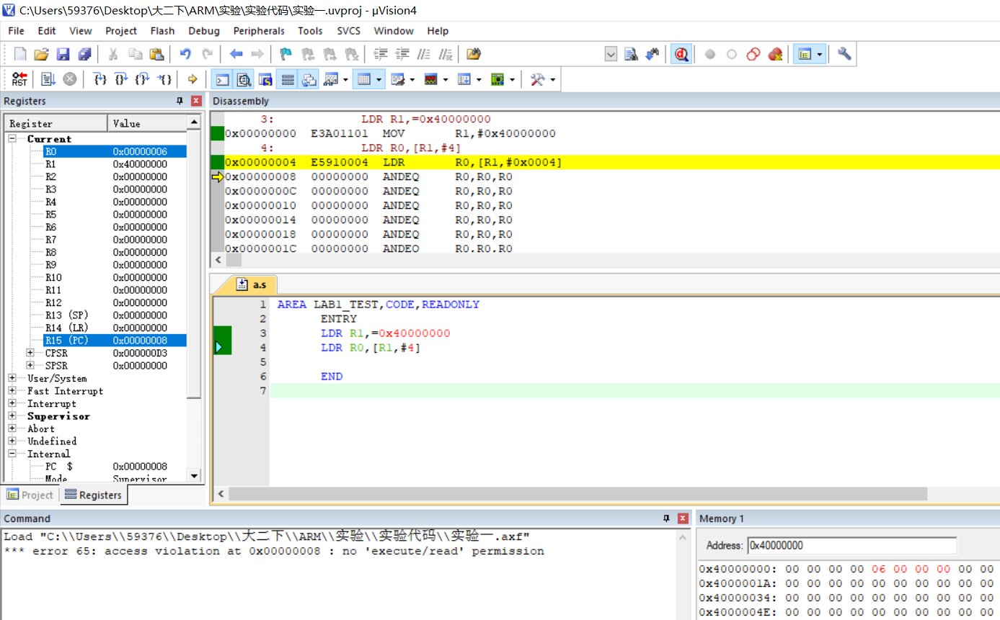 C:\Users\59376\Desktop\大二下\ARM\实验\实验代码\实验一.uvproj - µVision4
File Edit View Project Flash Debug Peripherals Tools SVCS Window Help
RST
Registers
Register Value
Current
R0 0x00000006
R1 0x40000000
R2 0x00000000
R3 0x00000000
R4 0x00000000
R5 0x00000000
R6 0x00000000
R7 0x00000000
R8 0x00000000
R9 0x00000000
R10 0x00000000
R11 0x00000000
R12 0x00000000
R13 (SP) 0x00000000
R14 (LR) 0x00000000
R15 (PC) 0x00000008
CPSR 0x000000D3
SPSR 0x00000000
User/System
Fast Interrupt
Interrupt
Supervisor
Abort
Undefined
Internal
PC $ 0x00000008
Mode Supervisor
Project Registers
Disassembly
3: LDR R1,=0x40000000
0x00000000 E3A01101 MOV R1,#0x40000000
4: LDR R0,[R1,#4]
0x00000004 E5910004 LDR R0,[R1,#0x0004]
0x00000008 00000000 ANDEQ R0,R0,R0
0x0000000C 00000000 ANDEQ R0,R0,R0
0x00000010 00000000 ANDEQ R0,R0,R0
0x00000014 00000000 ANDEQ R0,R0,R0
0x00000018 00000000 ANDEQ R0,R0,R0
0x0000001C 00000000 ANDEQ R0,R0,R0
a.s
1 AREA LAB1_TEST,CODE,READONLY
2 ENTRY
3 LDR R1,=0x40000000
4 LDR R0,[R1,#4]
5
6 END
7
Command
Load "C:\\Users\\59376\\Desktop\\大二下\\ARM\\实验\\实验代码\\实验一.axf"
*** error 65: access violation at 0x00000008 : no 'execute/read' permission
Memory 1
Address: 0x40000000
0x40000000: 00 00 00 00 06 00 00 00 00 00
0x4000001A: 00 00 00 00 00 00 00 00 00 00
0x40000034: 00 00 00 00 00 00 00 00 00 00
0x4000004E: 00 00 00 00 00 00 00 00 00 00